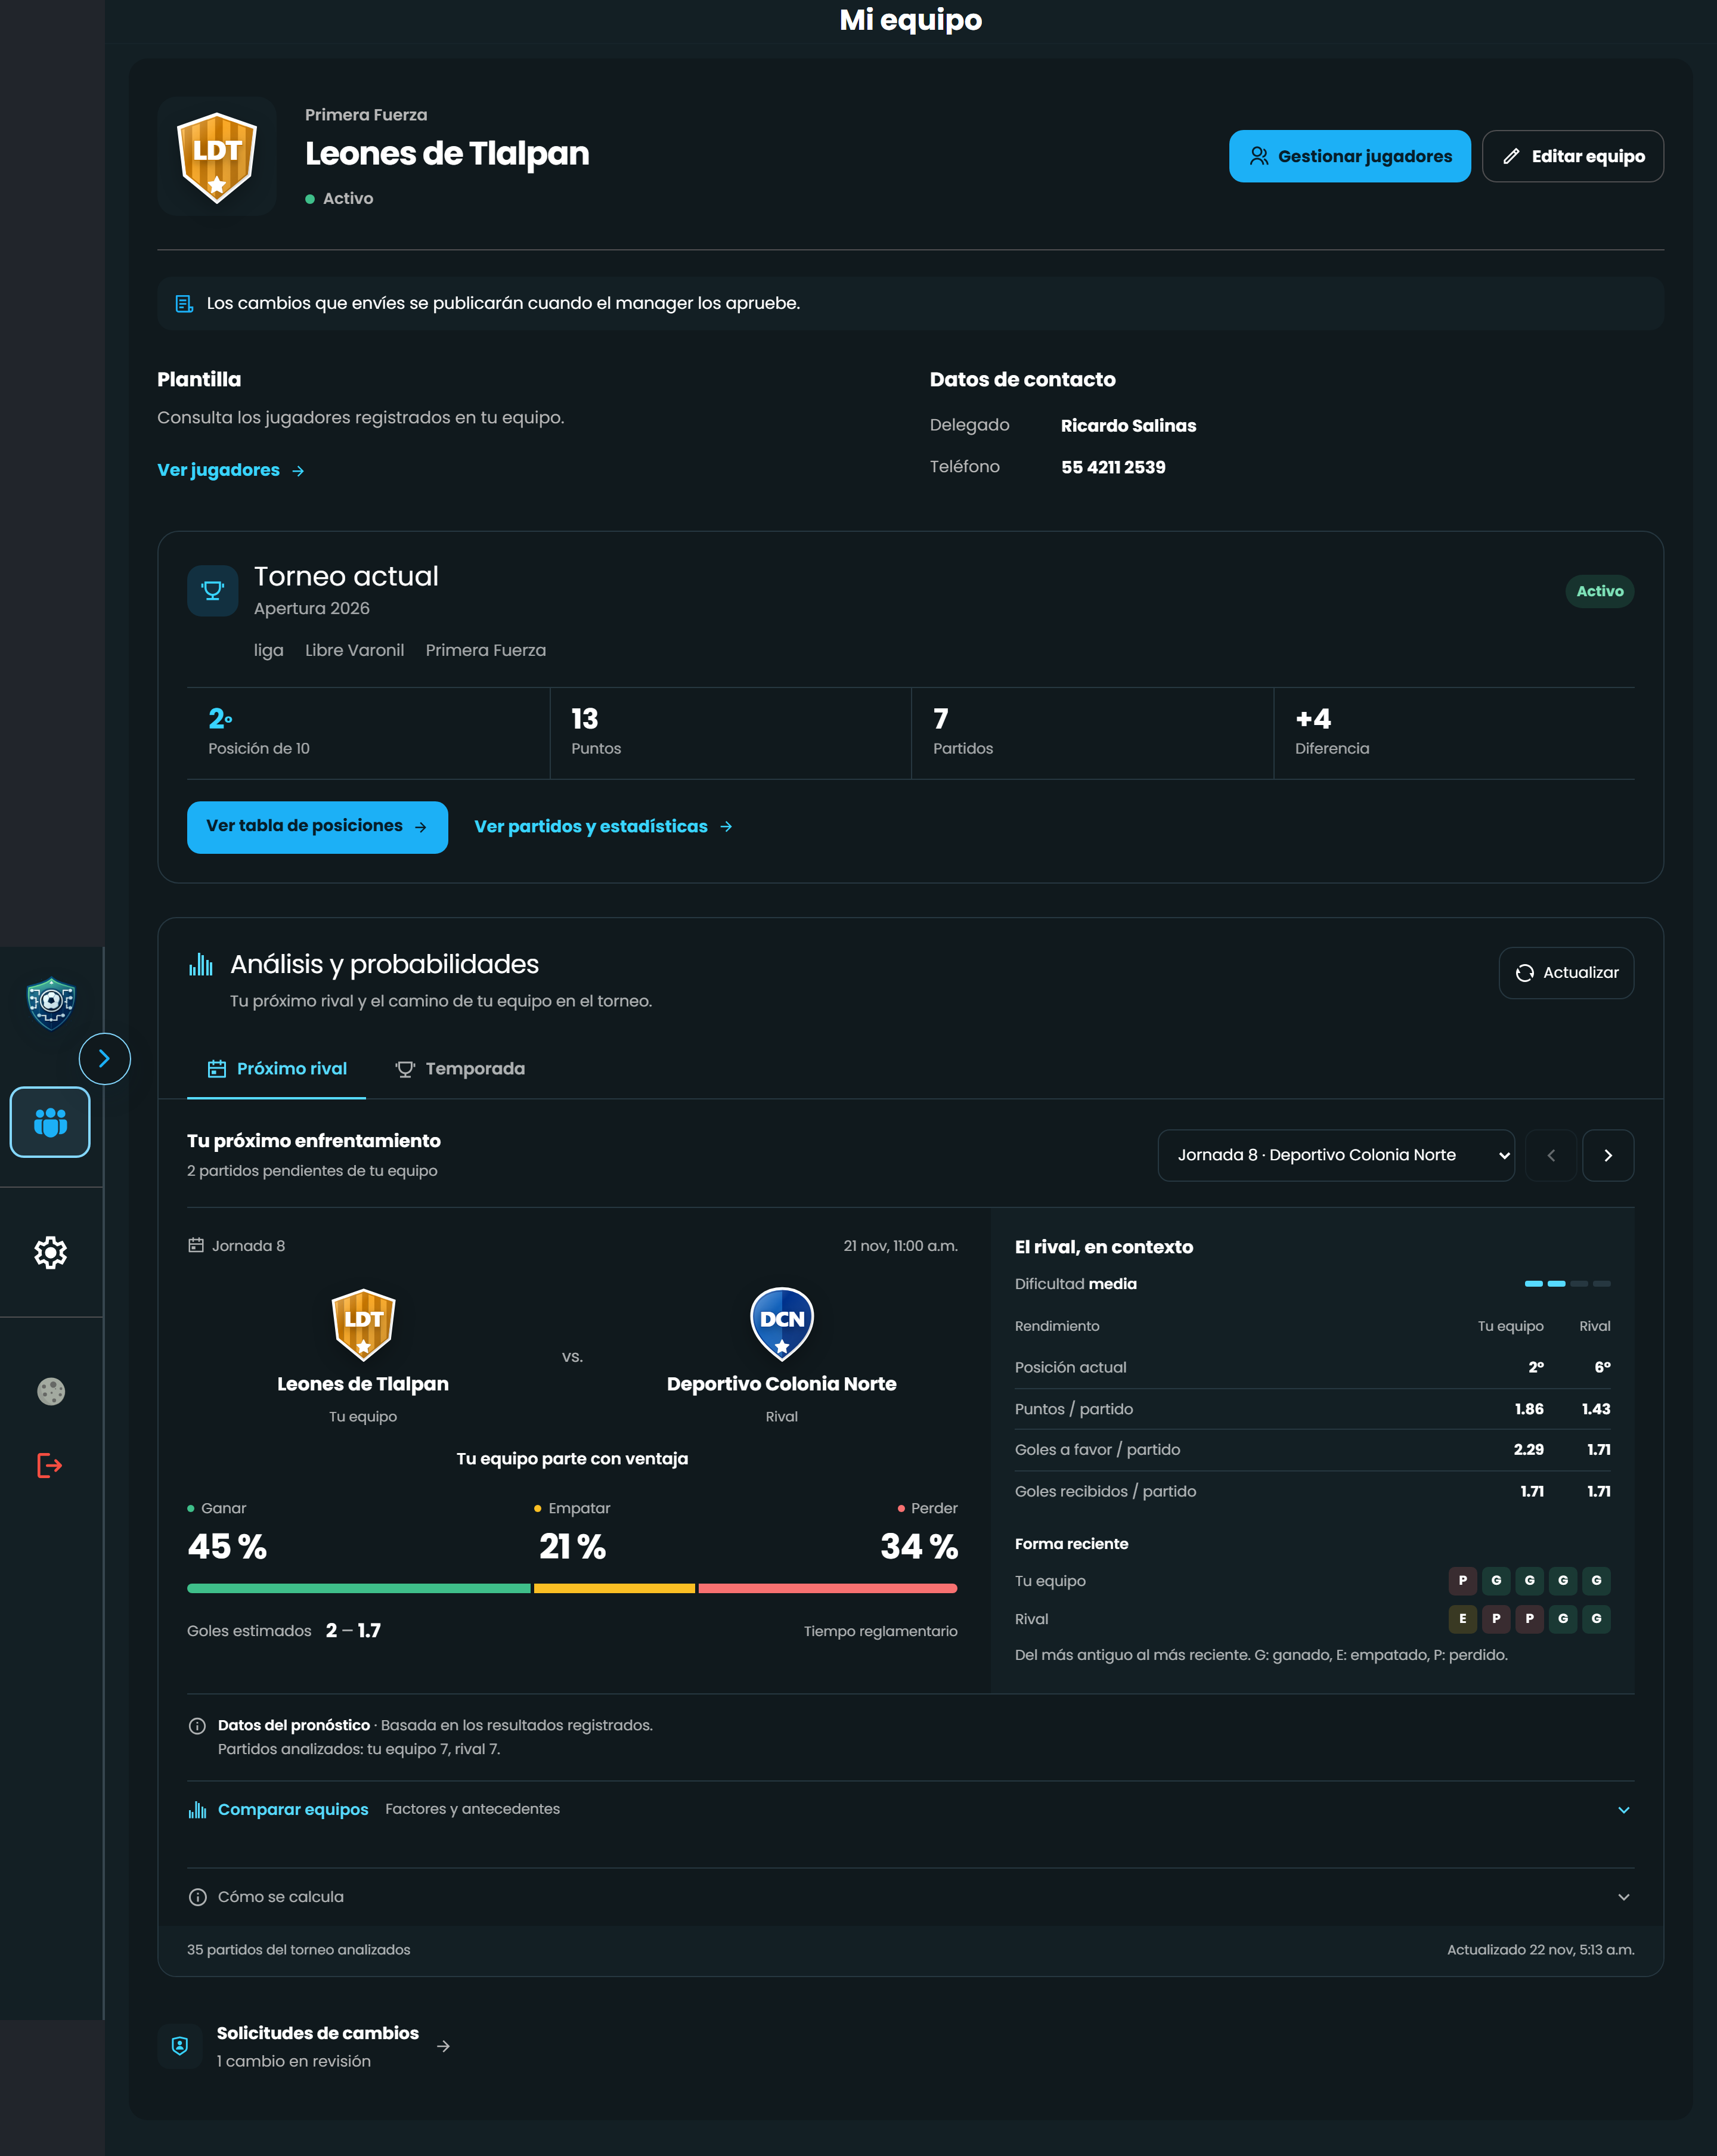 Mi equipo
LDT
Primera Fuerza
Leones de Tlalpan
Activo
Gestionar jugadores
Editar equipo
Los cambios que envíes se publicarán cuando el manager los apruebe.
Plantilla
Consulta los jugadores registrados en tu equipo.
Ver jugadores →
Datos de contacto
Delegado Ricardo Salinas
Teléfono 55 4211 2539
Torneo actual
Apertura 2026
Activo
liga Libre Varonil Primera Fuerza
2º
Posición de 10
13
Puntos
7
Partidos
+4
Diferencia
Ver tabla de posiciones →
Ver partidos y estadísticas →
Análisis y probabilidades
Tu próximo rival y el camino de tu equipo en el torneo.
Actualizar
Próximo rival
Temporada
Tu próximo enfrentamiento
2 partidos pendientes de tu equipo
Jornada 8 · Deportivo Colonia Norte
Jornada 8
21 nov, 11:00 a.m.
LDT
Leones de Tlalpan
Tu equipo
vs.
DCN
Deportivo Colonia Norte
Rival
Tu equipo parte con ventaja
Ganar
45 %
Empatar
21 %
Perder
34 %
Goles estimados 2 – 1.7
Tiempo reglamentario
El rival, en contexto
Dificultad media
Rendimiento Tu equipo Rival
Posición actual 2º 6º
Puntos / partido 1.86 1.43
Goles a favor / partido 2.29 1.71
Goles recibidos / partido 1.71 1.71
Forma reciente
Tu equipo P G G G G
Rival E P P G G
Del más antiguo al más reciente. G: ganado, E: empatado, P: perdido.
Datos del pronóstico · Basada en los resultados registrados.
Partidos analizados: tu equipo 7, rival 7.
Comparar equipos Factores y antecedentes
Cómo se calcula
35 partidos del torneo analizados
Actualizado 22 nov, 5:13 a.m.
Solicitudes de cambios →
1 cambio en revisión